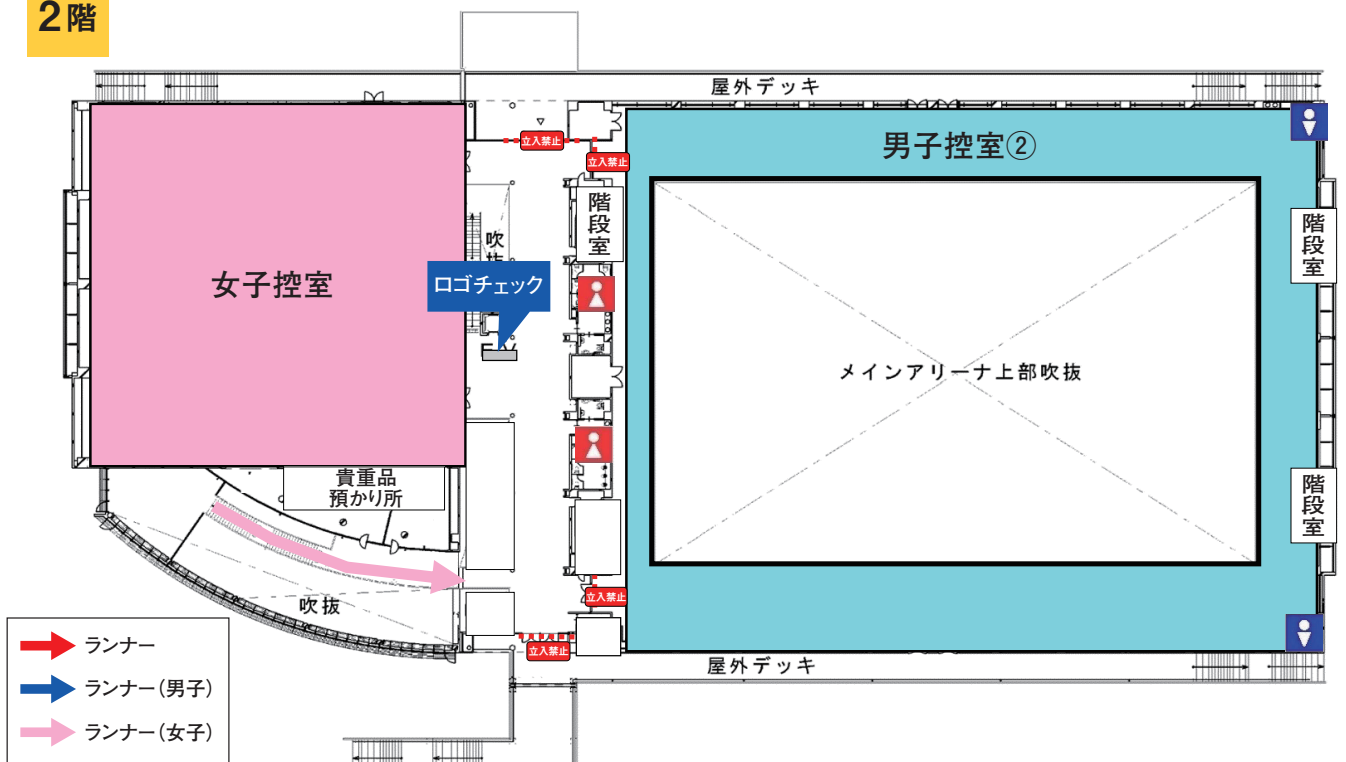 2階
屋外デッキ
男子控室②
立入禁止
立入禁止
階段室
吹抜
階段室
女子控室
ロゴチェック
メインアリーナ上部吹抜
貴重品
預かり所
階段室
吹抜
立入禁止
立入禁止
屋外デッキ
ランナー
ランナー(男子)
ランナー(女子)